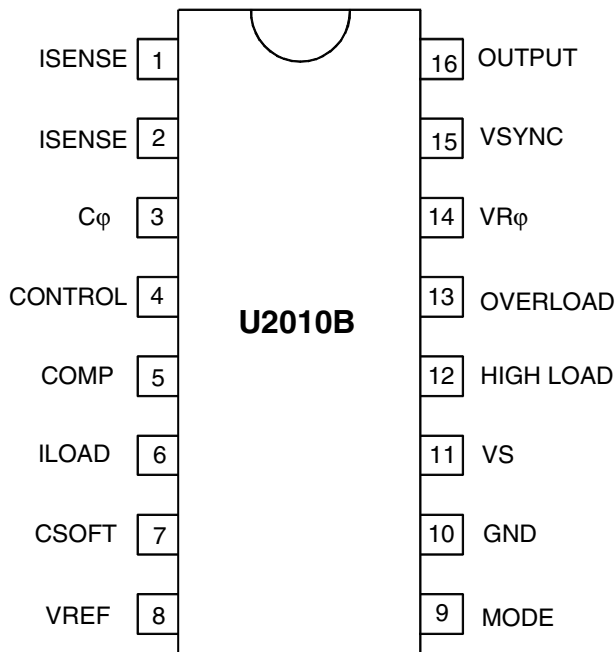 ISENSE 1
16 OUTPUT
ISENSE 2
15 VSYNC
Cφ 3
14 VRφ
CONTROL 4
13 OVERLOAD
U2010B
COMP 5
12 HIGH LOAD
ILOAD 6
11 VS
CSOFT 7
10 GND
VREF 8
9 MODE